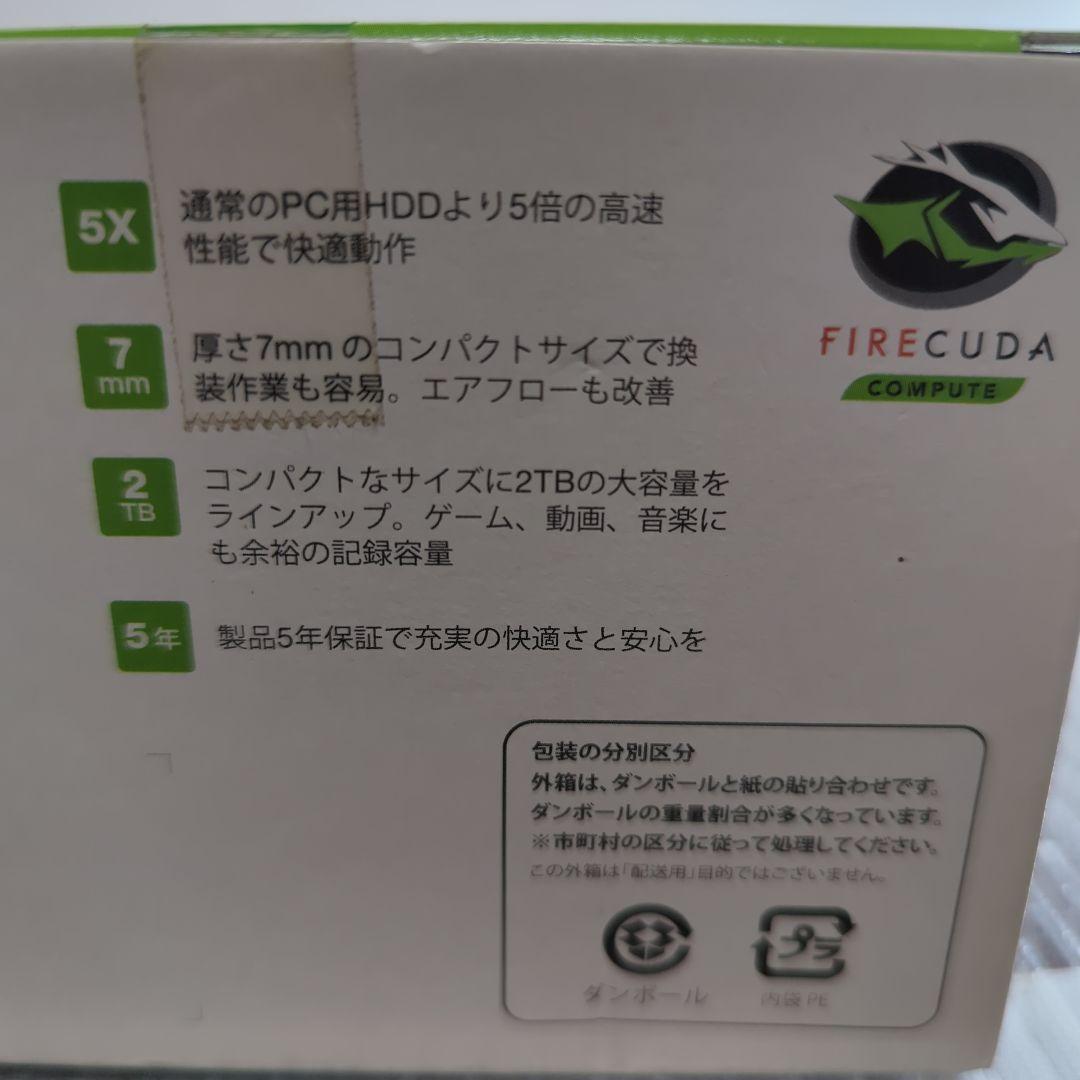 5X
通常のPC用HDDより5倍の高速
性能で快適動作
7
mm
厚さ7mm のコンパクトサイズで換
装作業も容易。エアフローも改善
2
TB
コンパクトなサイズに2TBの大容量を
ラインアップ。ゲーム、動画、音楽に
も余裕の記録容量
5年
製品5年保証で充実の快適さと安心を
FIRECUDA
COMPUTE
包装の分別区分
外箱は、ダンボールと紙の貼り合わせです。
ダンボールの重量割合が多くなっています。
※市町村の区分に従って処理してください。
この外箱は「配送用」目的ではございません。
ダンボール
プラ
内袋 PE